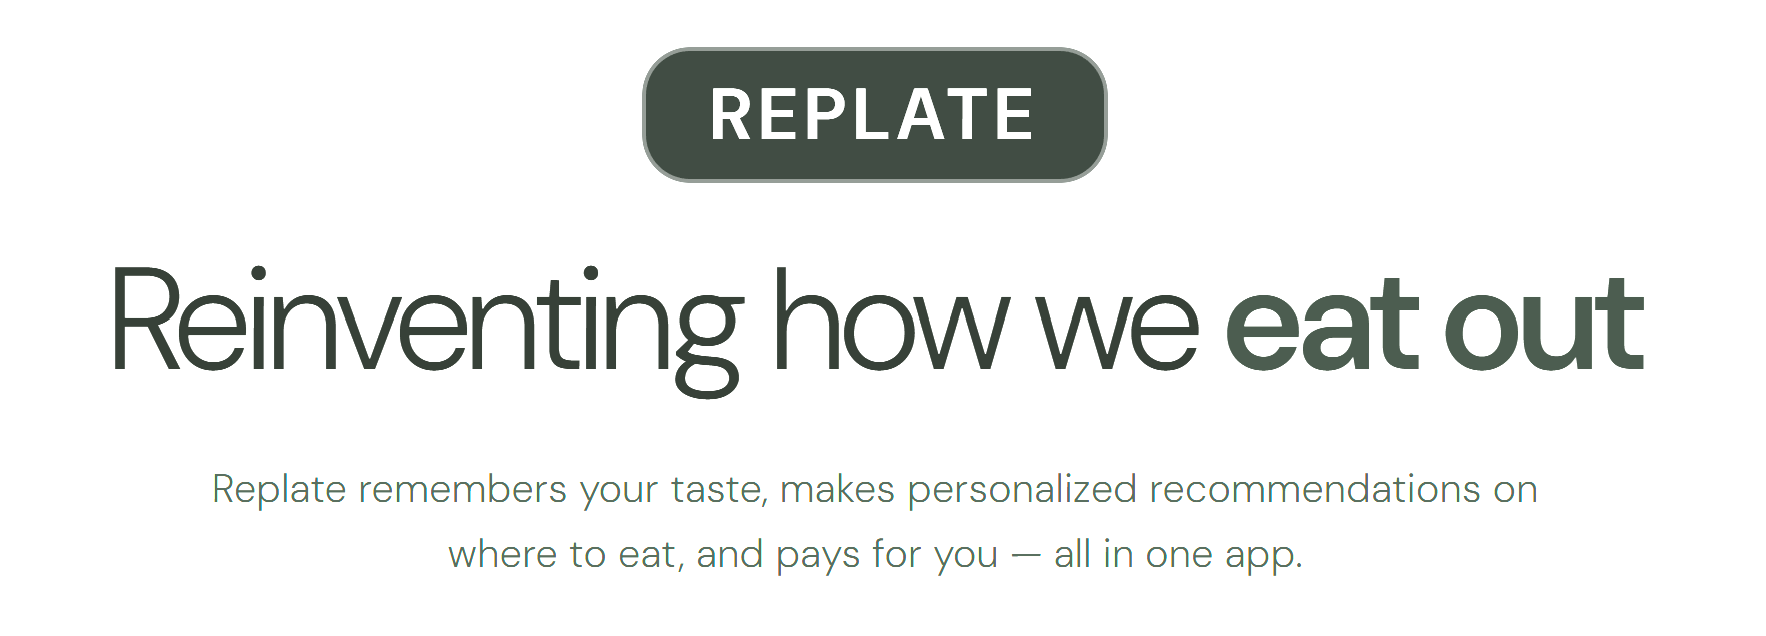 REPLATE
Reinventing how we eat out
Replate remembers your taste, makes personalized recommendations on
where to eat, and pays for you — all in one app.